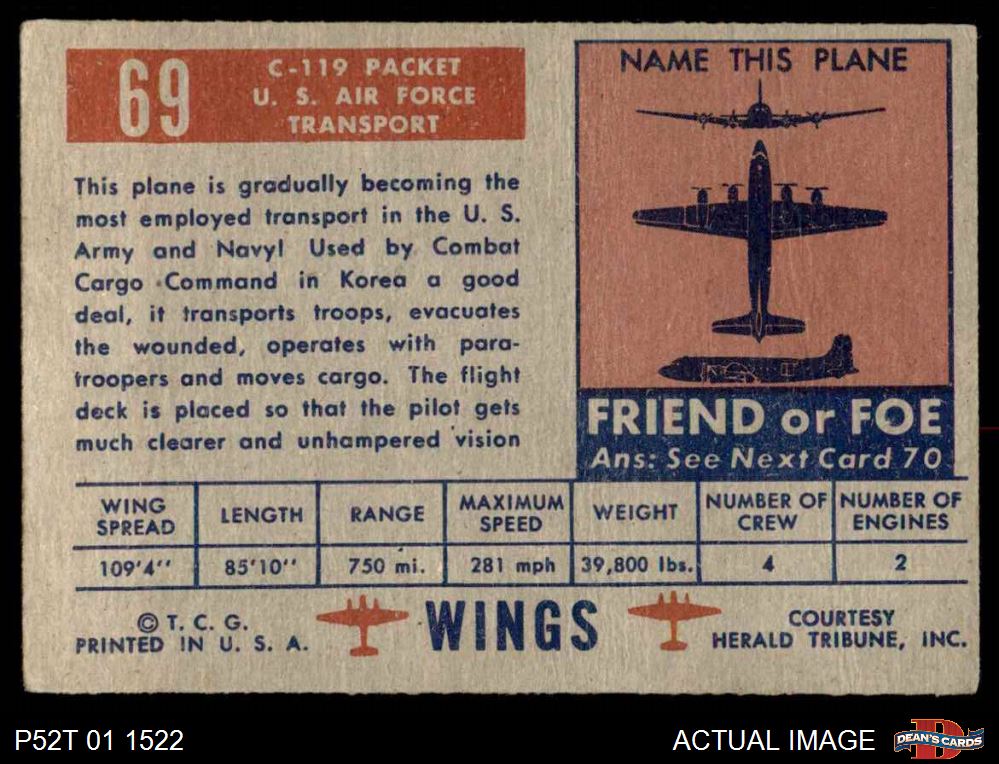 69
C-119 PACKET
U. S. AIR FORCE
TRANSPORT
This plane is gradually becoming the
most employed transport in the U. S.
Army and Navy! Used by Combat
Cargo Command in Korea a good
deal, it transports troops, evacuates
the wounded, operates with para-
troopers and moves cargo. The flight
deck is placed so that the pilot gets
much clearer and unhampered vision
NAME THIS PLANE
FRIEND or FOE
Ans: See Next Card 70
WING SPREAD LENGTH RANGE MAXIMUM SPEED WEIGHT NUMBER OF CREW NUMBER OF ENGINES
109'4'' 85'10'' 750 mi. 281 mph 39,800 lbs. 4 2
© T. C. G.
PRINTED IN U. S. A.
WINGS
COURTESY
HERALD TRIBUNE, INC.
P52T 01 1522
ACTUAL IMAGE
D
DEAN'S CARDS